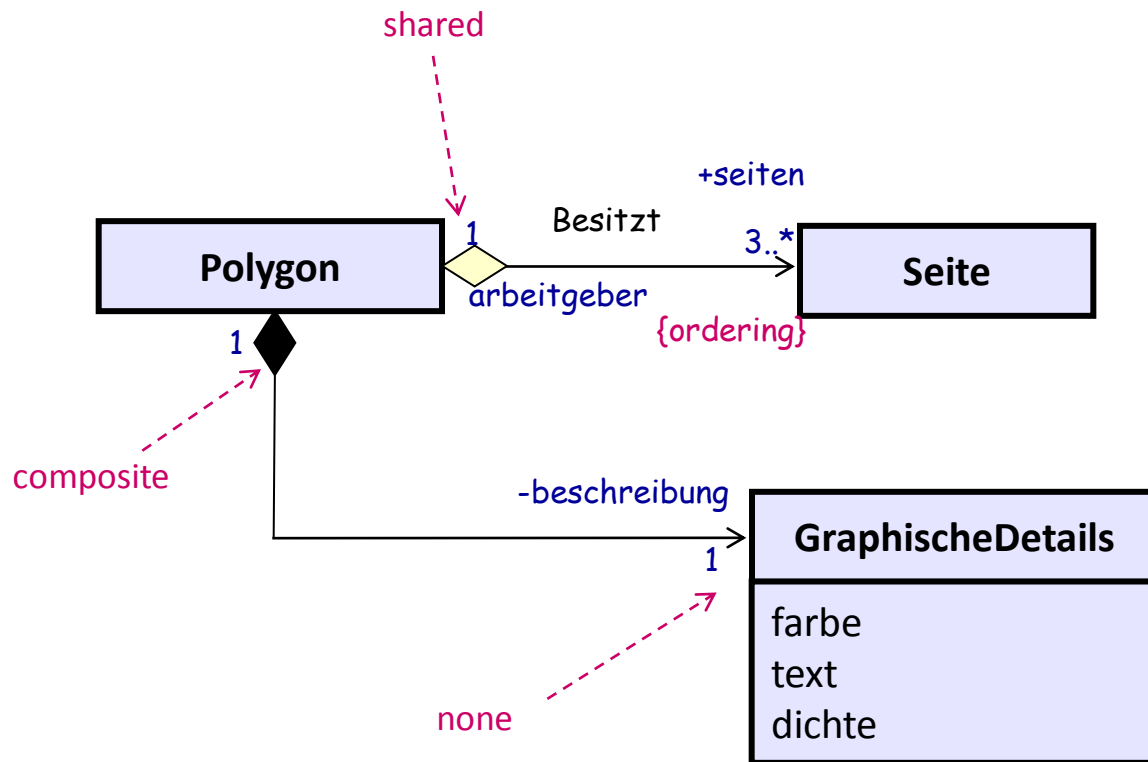 shared
+seiten
Besitzt
1
3..*
Polygon
Seite
arbeitgeber
{ordering}
1
composite
-beschreibung
GraphischeDetails
1
farbe
text
none
dichte